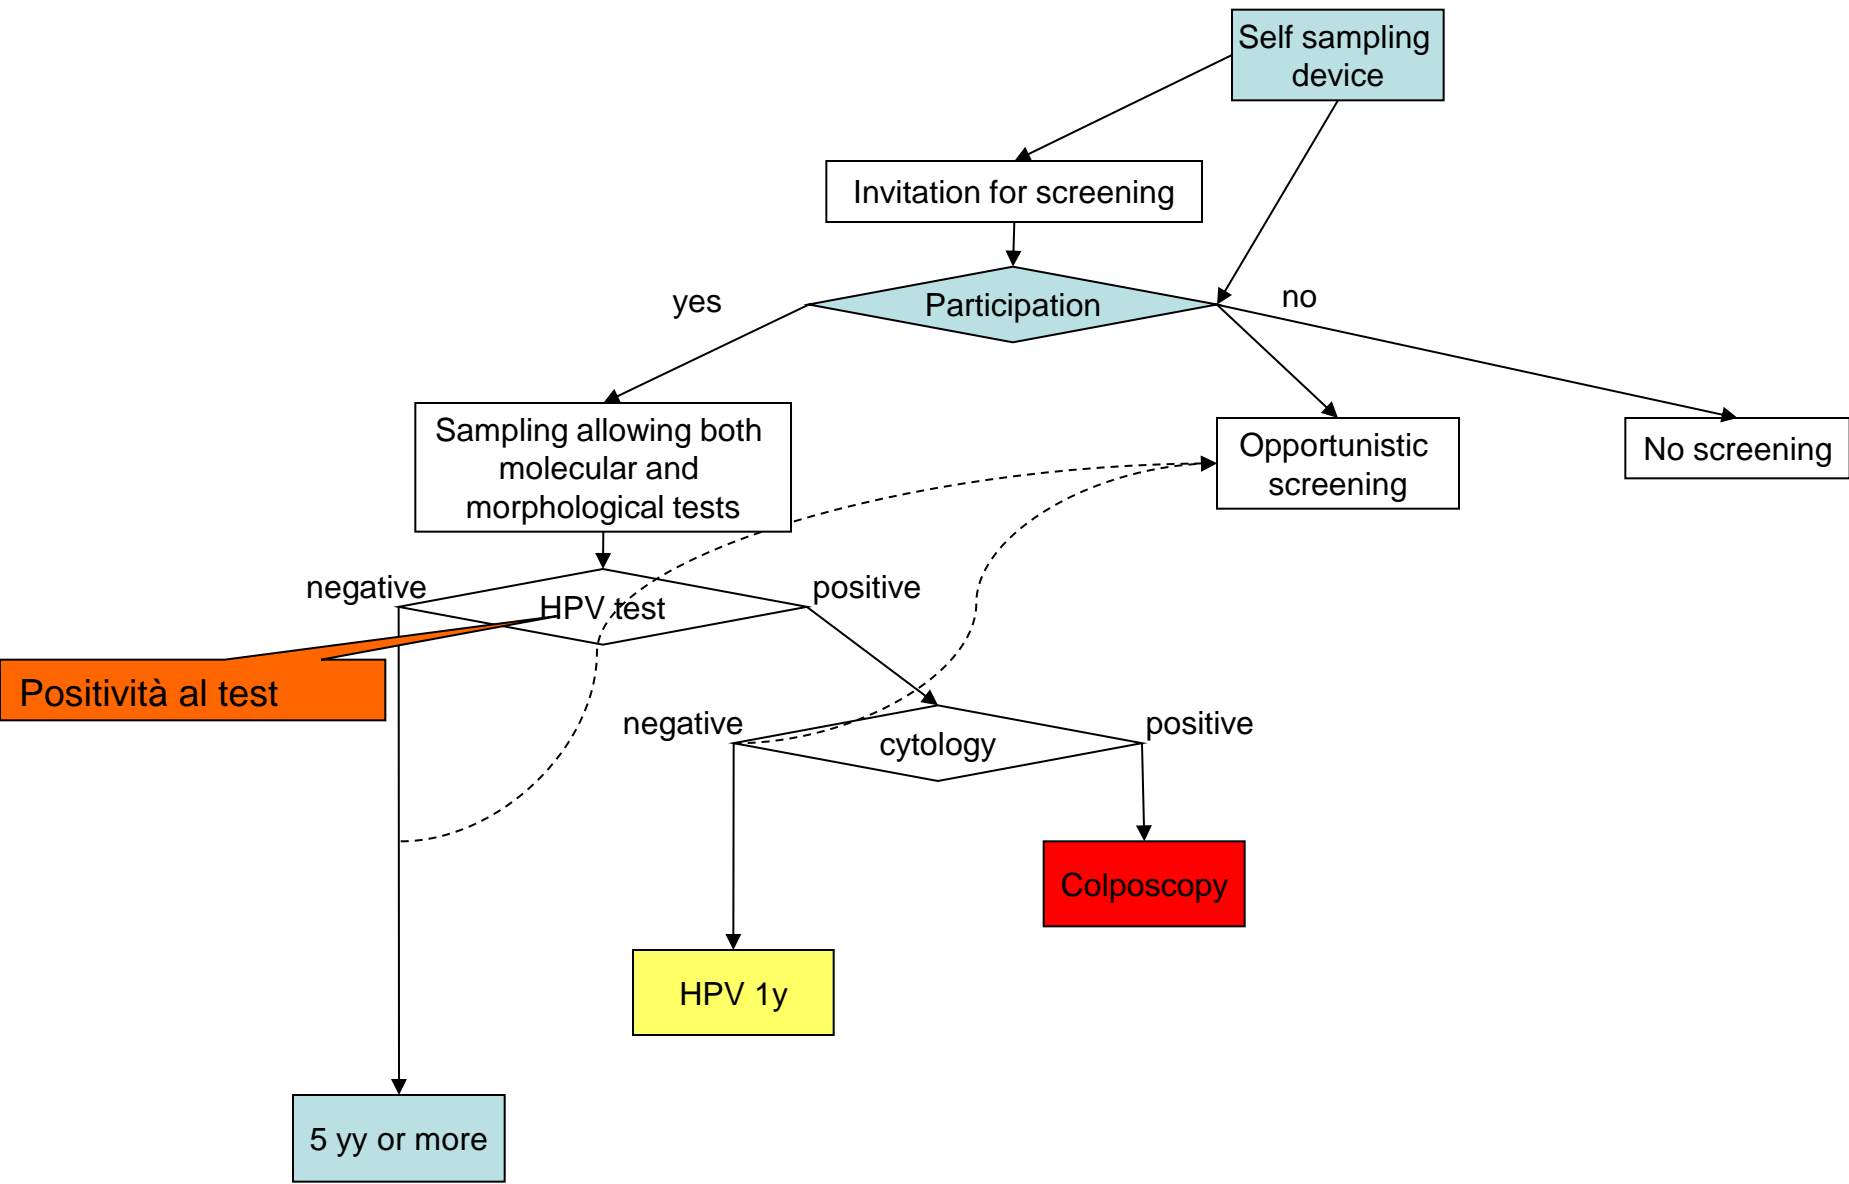 Self sampling
device
Invitation for screening
yes
Participation
no
Sampling allowing both
molecular and
morphological tests
Opportunistic
screening
No screening
negative
HPV test
positive
Positività al test
negative
cytology
positive
Colposcopy
HPV 1y
5 yy or more